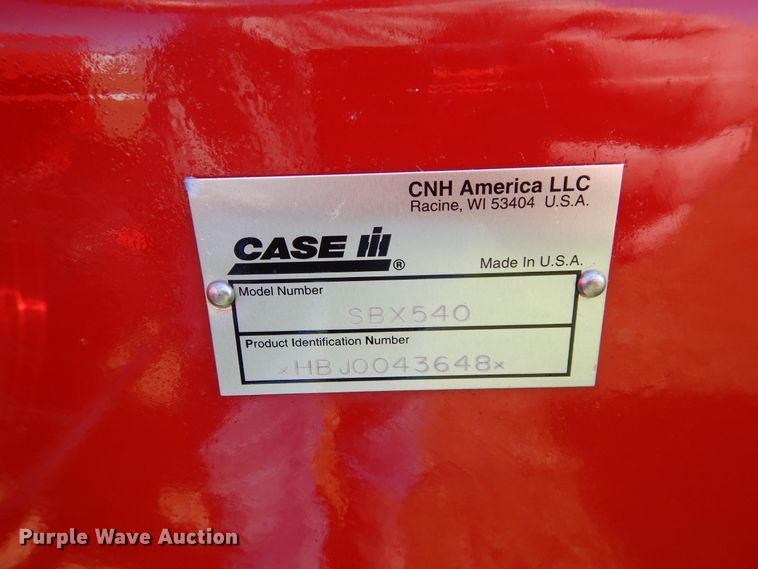 CNH America LLC
Racine, WI 53404 U.S.A.
CASE IH ®
Made In U.S.A.
Model Number
SBX540
Product Identification Number
*HBJ0043648*
Purple Wave Auction®